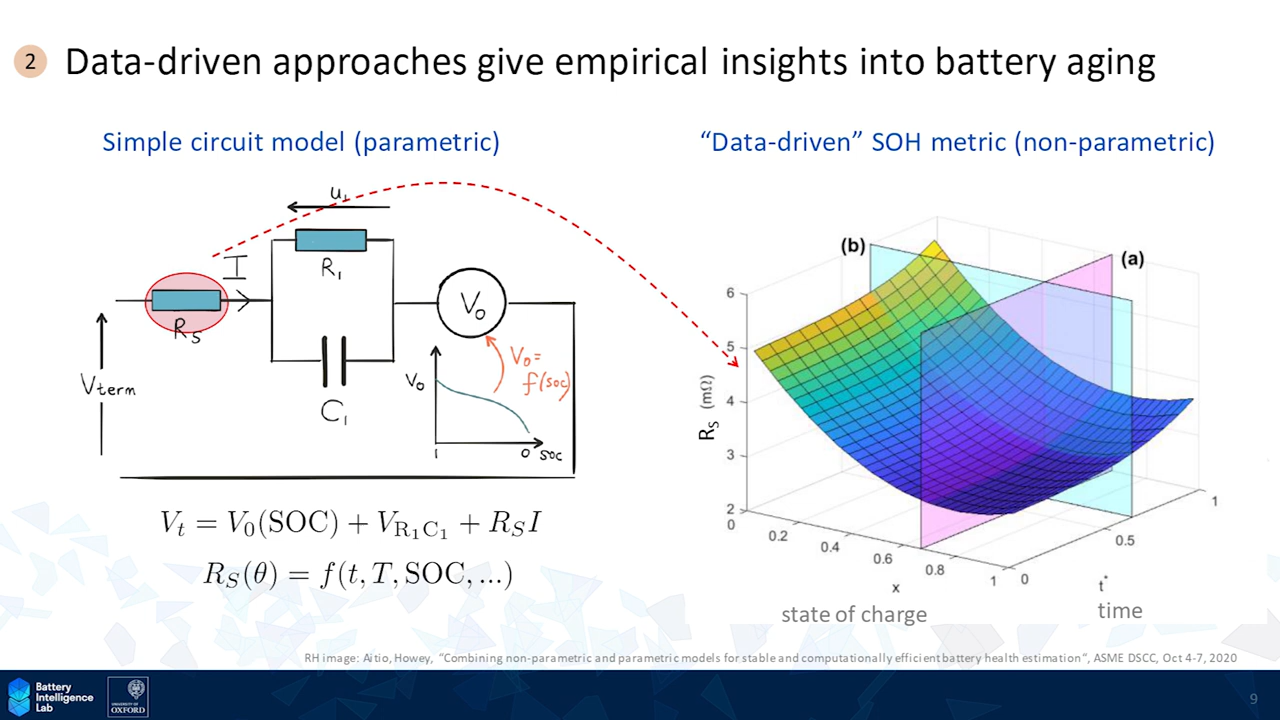 2
Data-driven approaches give empirical insights into battery aging
Simple circuit model (parametric)
“Data-driven” SOH metric (non-parametric)
u₁
R₁
I
R_S
V_term
C₁
V₀
V₀=
f(soc)
V₀
1
0
soc
V_t = V_0(SOC) + V_{R_1C_1} + R_S I
R_S(θ) = f(t, T, SOC, ...)
(b)
(a)
6
5
4
3
2
R_S (mΩ)
0
0.2
0.4
0.6
0.8
1
x
state of charge
0
0.5
1
t*
time
RH image: Aitio, Howey, “Combining non-parametric and parametric models for stable and computationally efficient battery health estimation“, ASME DSCC, Oct 4-7, 2020
Battery
Intelligence
Lab
UNIVERSITY OF
OXFORD
9